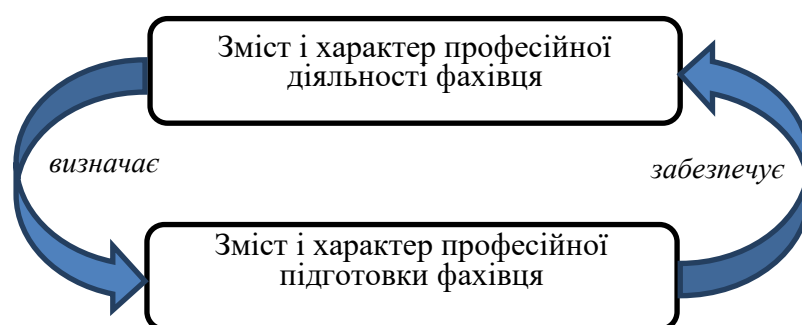 Зміст і характер професійної
діяльності фахівця
визначає
забезпечує
Зміст і характер професійної
підготовки фахівця